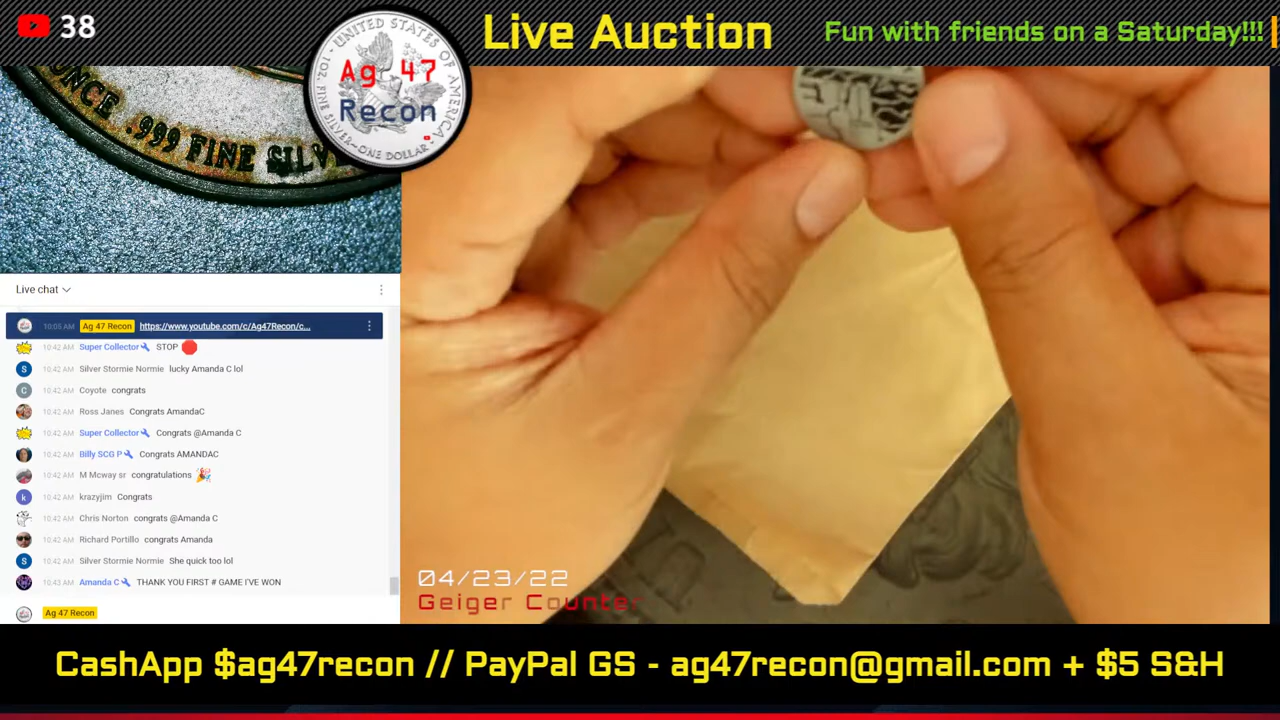 38
Live Auction
Fun with friends on a Saturday!!!
UNITED STATES OF AMERICA
1 OZ. FINE SILVER~ONE DOLLAR
Ag 47
Recon
OUNCE .999 FINE SILVE
Live chat
10:05 AM Ag 47 Recon https://www.youtube.com/c/Ag47Recon/c...
10:42 AM Super Collector STOP
S 10:42 AM Silver Stormie Normie lucky Amanda C lol
C 10:42 AM Coyote congrats
10:42 AM Ross Janes Congrats AmandaC
10:42 AM Super Collector Congrats @Amanda C
10:42 AM Billy SCG P Congrats AMANDAC
10:42 AM M Mcway sr congratulations 🎉
k 10:42 AM krazyjim Congrats
10:42 AM Chris Norton congrats @Amanda C
10:42 AM Richard Portillo congrats Amanda
S 10:42 AM Silver Stormie Normie She quick too lol
10:43 AM Amanda C THANK YOU FIRST # GAME I'VE WON
Ag 47 Recon
04/23/22
Geiger Counter
CashApp $ag47recon // PayPal GS - ag47recon@gmail.com + $5 S&H